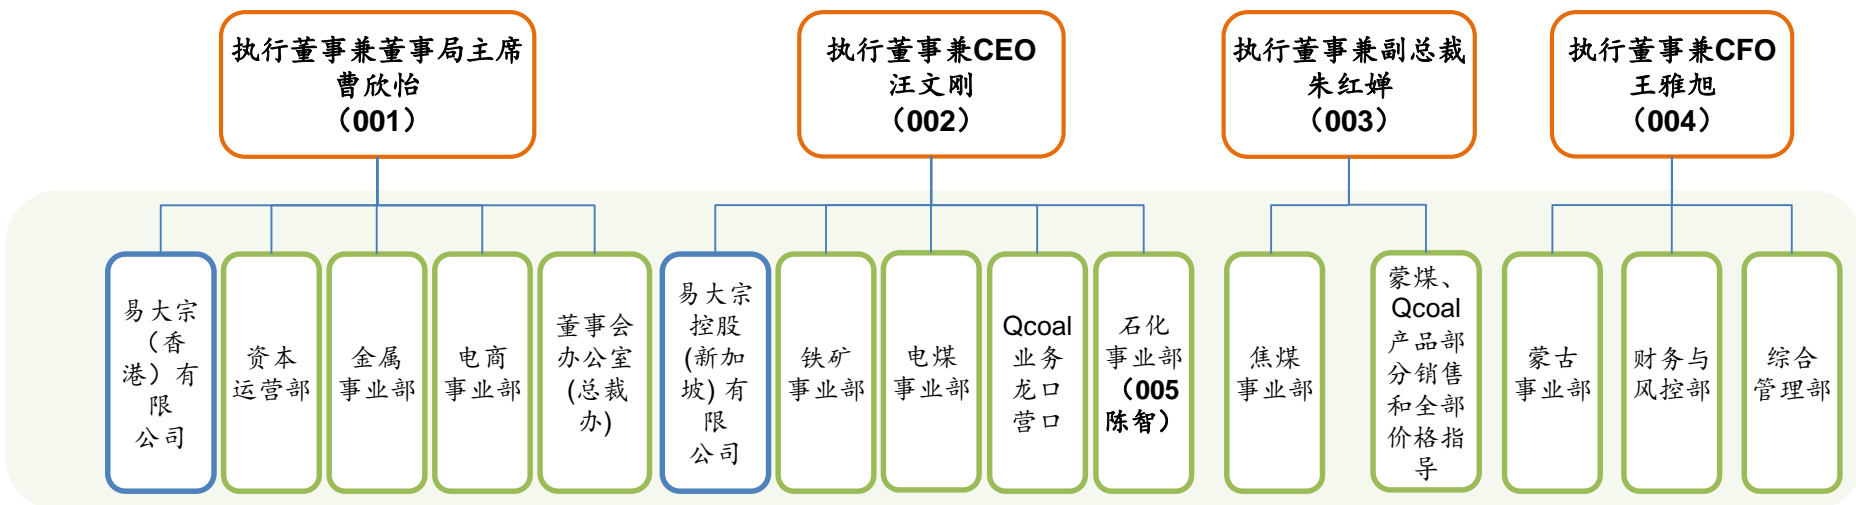 执行董事兼董事局主席
曹欣怡
（001）
执行董事兼CEO
汪文刚
（002）
执行董事兼副总裁
朱红婵
（003）
执行董事兼CFO
王雅旭
（004）
易大宗
（香
港）有
限
公司
资本
运营部
金属
事业部
电商
事业部
董事会
办公室
(总裁
办)
易大宗
控股
(新加
坡) 有
限
公司
铁矿
事业部
电煤
事业部
Qcoal
业务
龙口
营口
石化
事业部
（005
陈智）
焦煤
事业部
蒙煤、
Qcoal
产品部
分销售
和全部
价格指
导
蒙古
事业部
财务与
风控部
综合
管理部